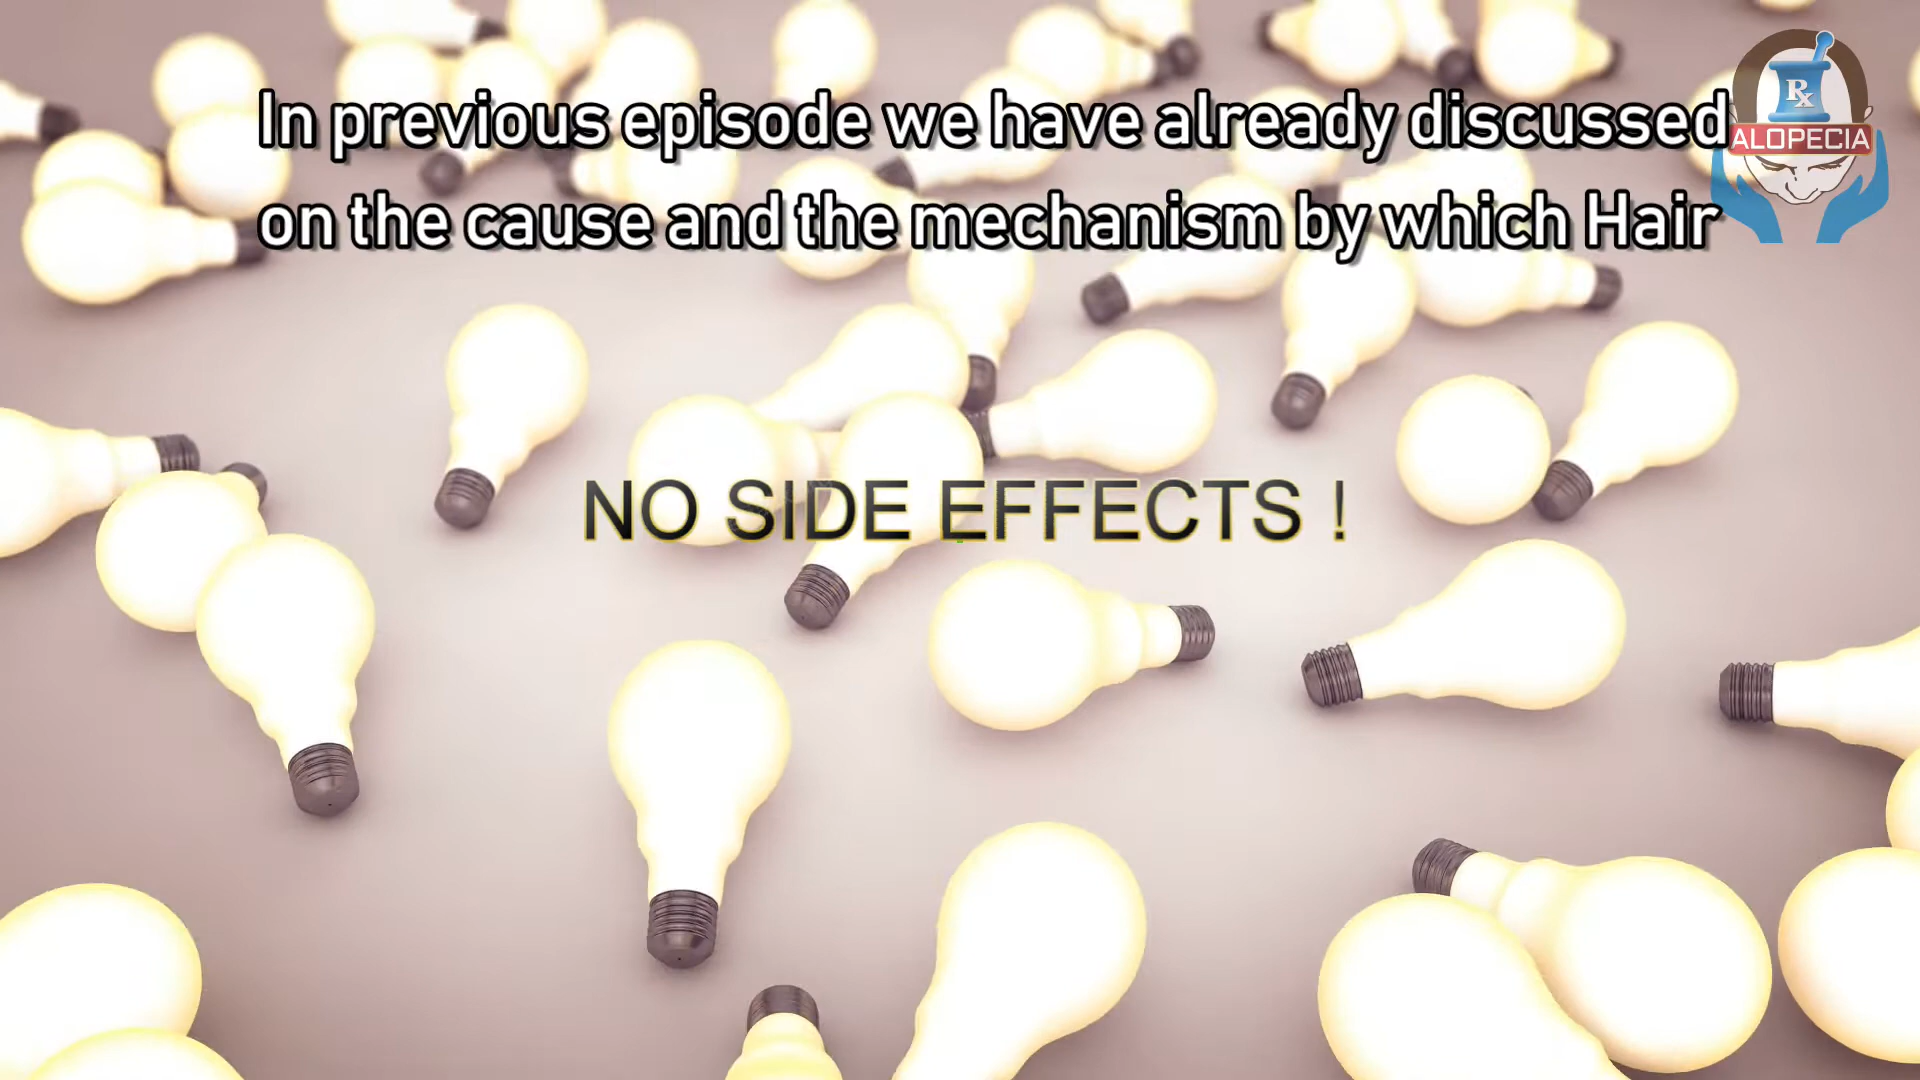 In previous episode we have already discussed
on the cause and the mechanism by which Hair
Rx
ALOPECIA
NO SIDE EFFECTS !